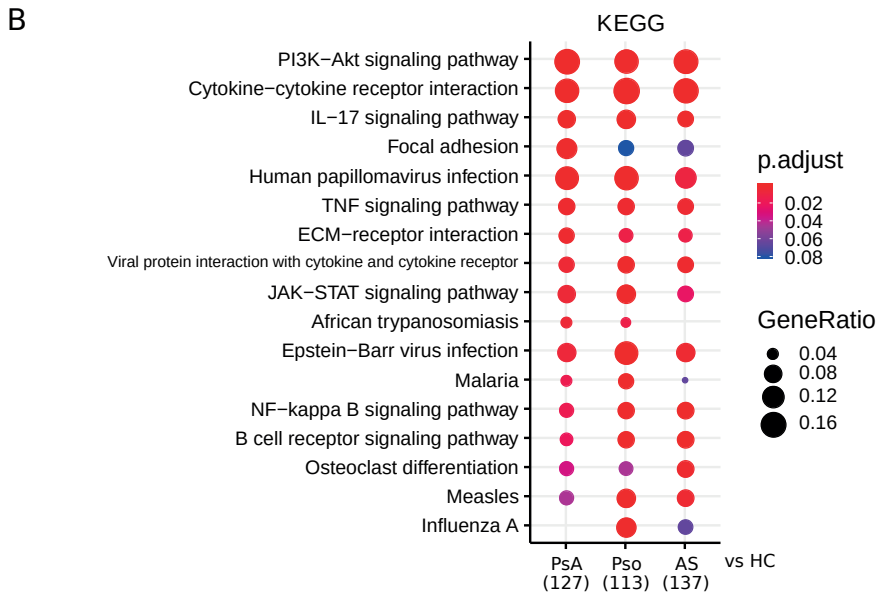 B
KEGG
PI3K−Akt signaling pathway
Cytokine−cytokine receptor interaction
IL−17 signaling pathway
Focal adhesion
Human papillomavirus infection
TNF signaling pathway
ECM−receptor interaction
Viral protein interaction with cytokine and cytokine receptor
JAK−STAT signaling pathway
African trypanosomiasis
Epstein−Barr virus infection
Malaria
NF−kappa B signaling pathway
B cell receptor signaling pathway
Osteoclast differentiation
Measles
Influenza A
PsA Pso AS vs HC
(127) (113) (137)
p.adjust
0.02
0.04
0.06
0.08
GeneRatio
0.04
0.08
0.12
0.16